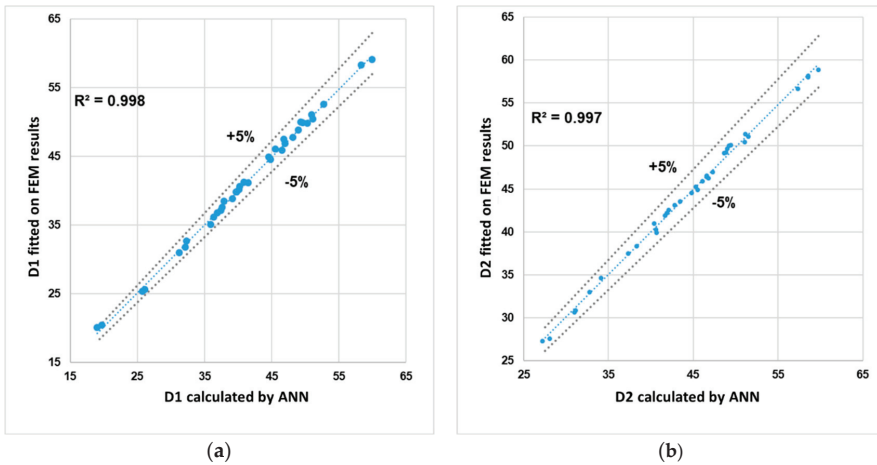 65
55
45
35
25
15
D1 fitted on FEM results
R² = 0.998
+5%
-5%
15 25 35 45 55 65
D1 calculated by ANN
(a)
65
60
55
50
45
40
35
30
25
D2 fitted on FEM results
R² = 0.997
+5%
-5%
25 35 45 55 65
D2 calculated by ANN
(b)